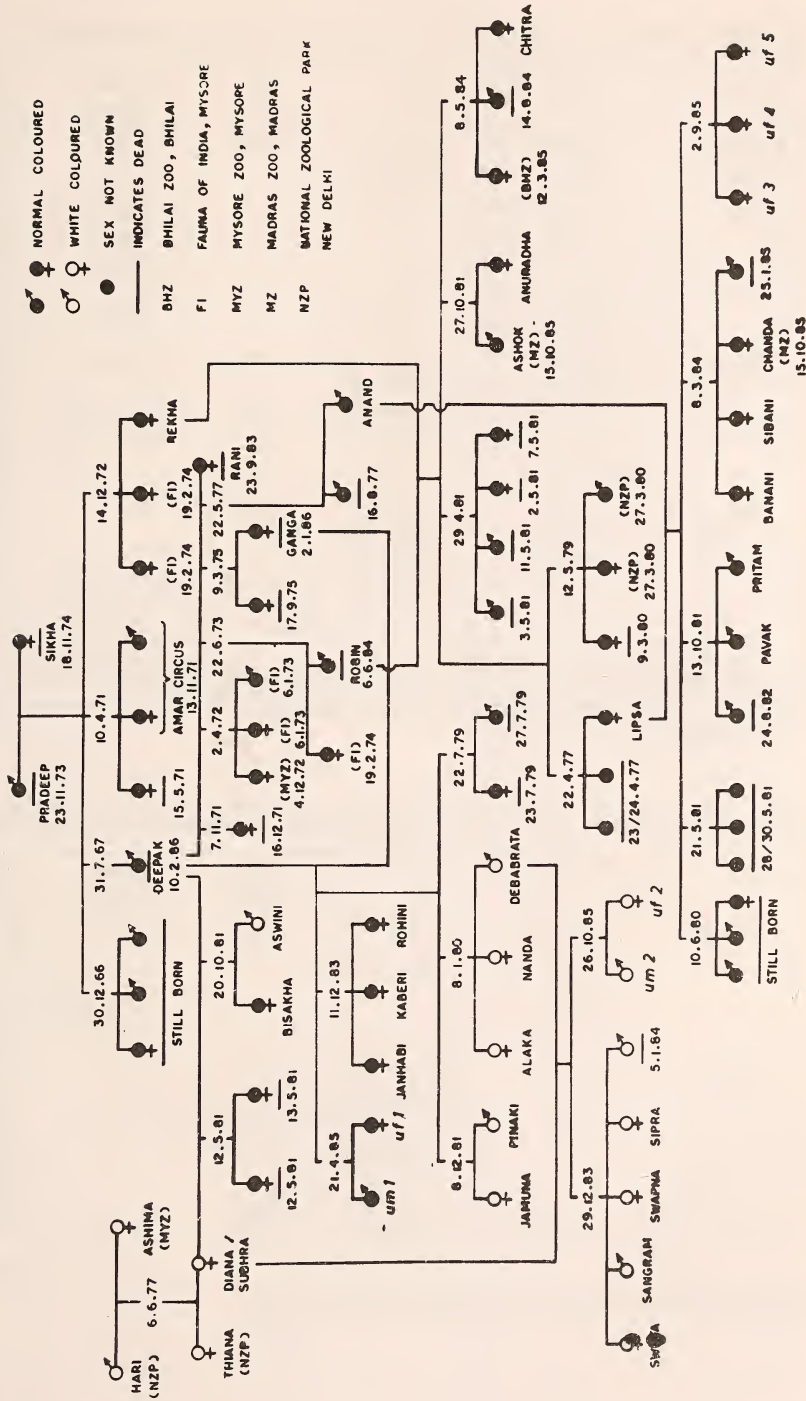 NORMAL COLOURED
WHITE COLOURED
SEX NOT KNOWN
INDICATES DEAD
BHZ BHILAI ZOO, BHILAI
FI FAUNA OF INDIA, MYSORE
MYZ MYSORE ZOO, MYSORE
MZ MADRAS ZOO, MADRAS
NZP NATIONAL ZOOLOGICAL PARK
NEW DELHI
PRADEEP
23-11-73
SIKHA
18.11.74
30.12.66
31.7.67
10.4.71
14.12.72
STILL BORN
DEEPAK
10.2.86
15.5.71
AMAR CIRCUS
13.11.71
(FI)
19.2.74
(FI)
19.2.74
REKHA
HARI
(NZP)
ASHIMA
(MYZ)
6.6.77
THIANA
(NZP)
DIANA /
SUBHRA
7.11.71
2.4.72
22.6.73
9.3.75
22.5.77
RANI
23.9.83
16.12.71
(MYZ)
4.12.72
(FI)
6.1.73
(FI)
6.1.73
(FI)
19.2.74
ROBIN
6.6.84
17.9.75
GANGA
2.1.86
16.8.77
ANAND
12.5.81
20.10.81
12.5.81
13.5.81
BISAKHA
ASWINI
21.4.85
11.12.83
um 1
uf 1
JANHABI
KABERI
ROHINI
8.12.81
8.1.80
22.7.79
JAMUNA
PINAKI
ALAKA
NANDA
DEBABRATA
23.7.79
27.7.79
29.12.83
26.10.85
SANGRAM
SWAPNA
SIPRA
5.1.84
um 2
uf 2
22.4.77
12.5.79
29.4.81
27.10.81
8.5.84
23/24.4.77
LIPSA
9.3.80
(NZP)
27.3.80
(NZP)
27.3.80
3.5.81
11.5.81
2.5.81
7.5.81
ASHOK
(MZ) -
15.10.85
ANURADHA
(BHZ)
12.3.85
14.8.84
CHITRA
10.6.80
21.5.81
13.10.81
8.3.84
2.9.85
STILL BORN
28/30.5.81
24.8.82
PAVAK
PRITAM
BANANI
SIBANI
CHANDA
(MZ)
15.10.85
25.1.85
uf 3
uf 4
uf 5